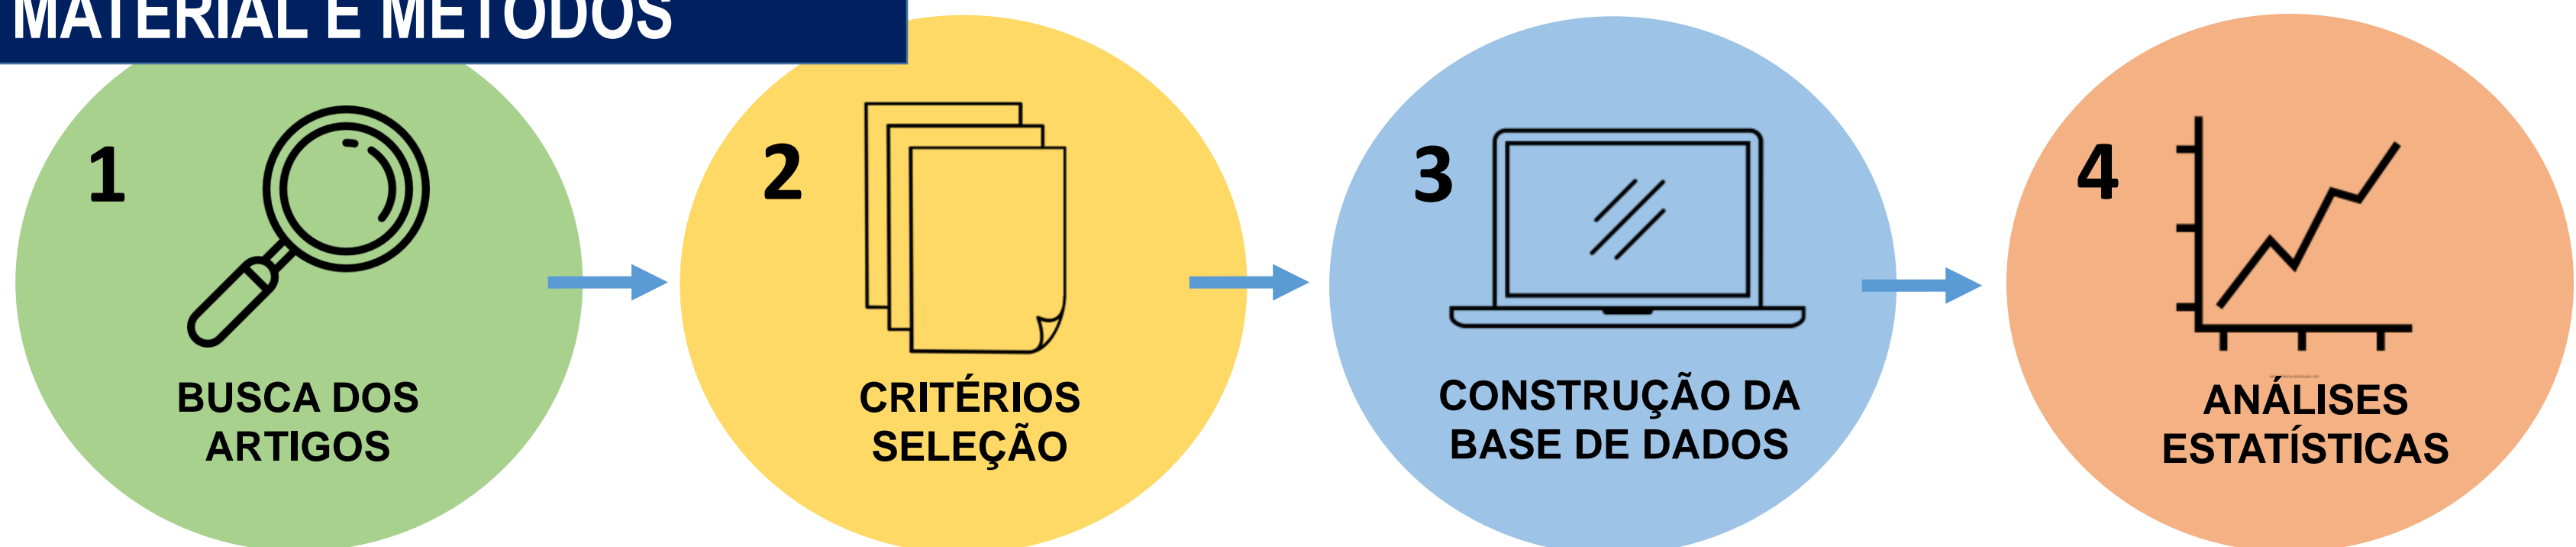 MATERIAL E MÉTODOS
1
BUSCA DOS
ARTIGOS
2
CRITÉRIOS
SELEÇÃO
3
CONSTRUÇÃO DA
BASE DE DADOS
4
ANÁLISES
ESTATÍSTICAS